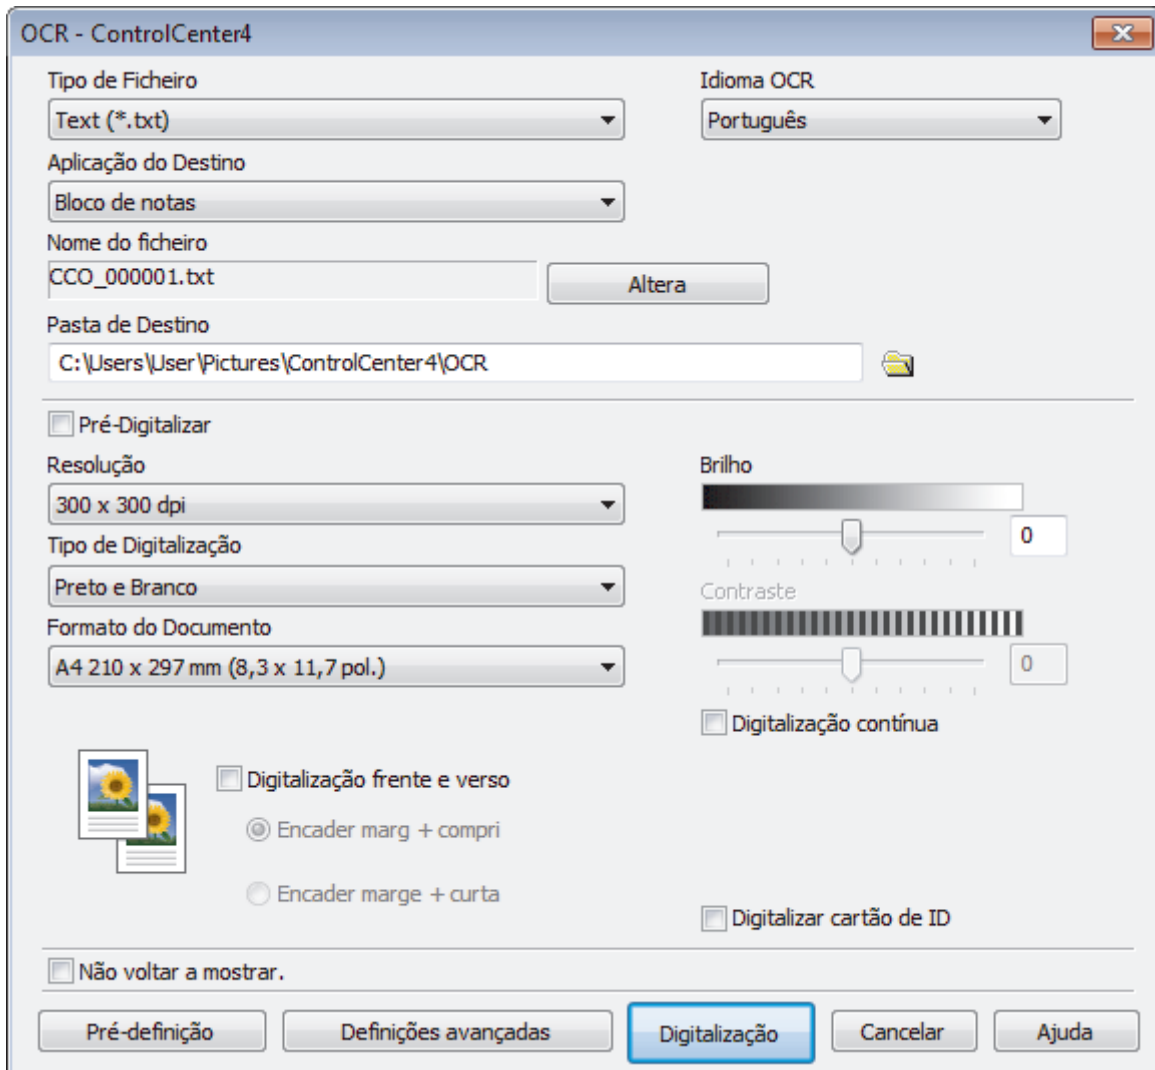 OCR - ControlCenter4
Tipo de Ficheiro
Idioma OCR
Text (*.txt)
Português
Aplicação do Destino
Bloco de notas
Nome do ficheiro
CCO_000001.txt
Altera
Pasta de Destino
C:\Users\User\Pictures\ControlCenter4\OCR
Pré-Digitalizar
Resolução
Brilho
300 x 300 dpi
0
Tipo de Digitalização
Preto e Branco
Contraste
Formato do Documento
0
A4 210 x 297 mm (8,3 x 11,7 pol.)
Digitalização contínua
Digitalização frente e verso
Encader marg + compri
Encader marge + curta
Digitalizar cartão de ID
Não voltar a mostrar.
Pré-definição
Definições avançadas
Digitalização
Cancelar
Ajuda